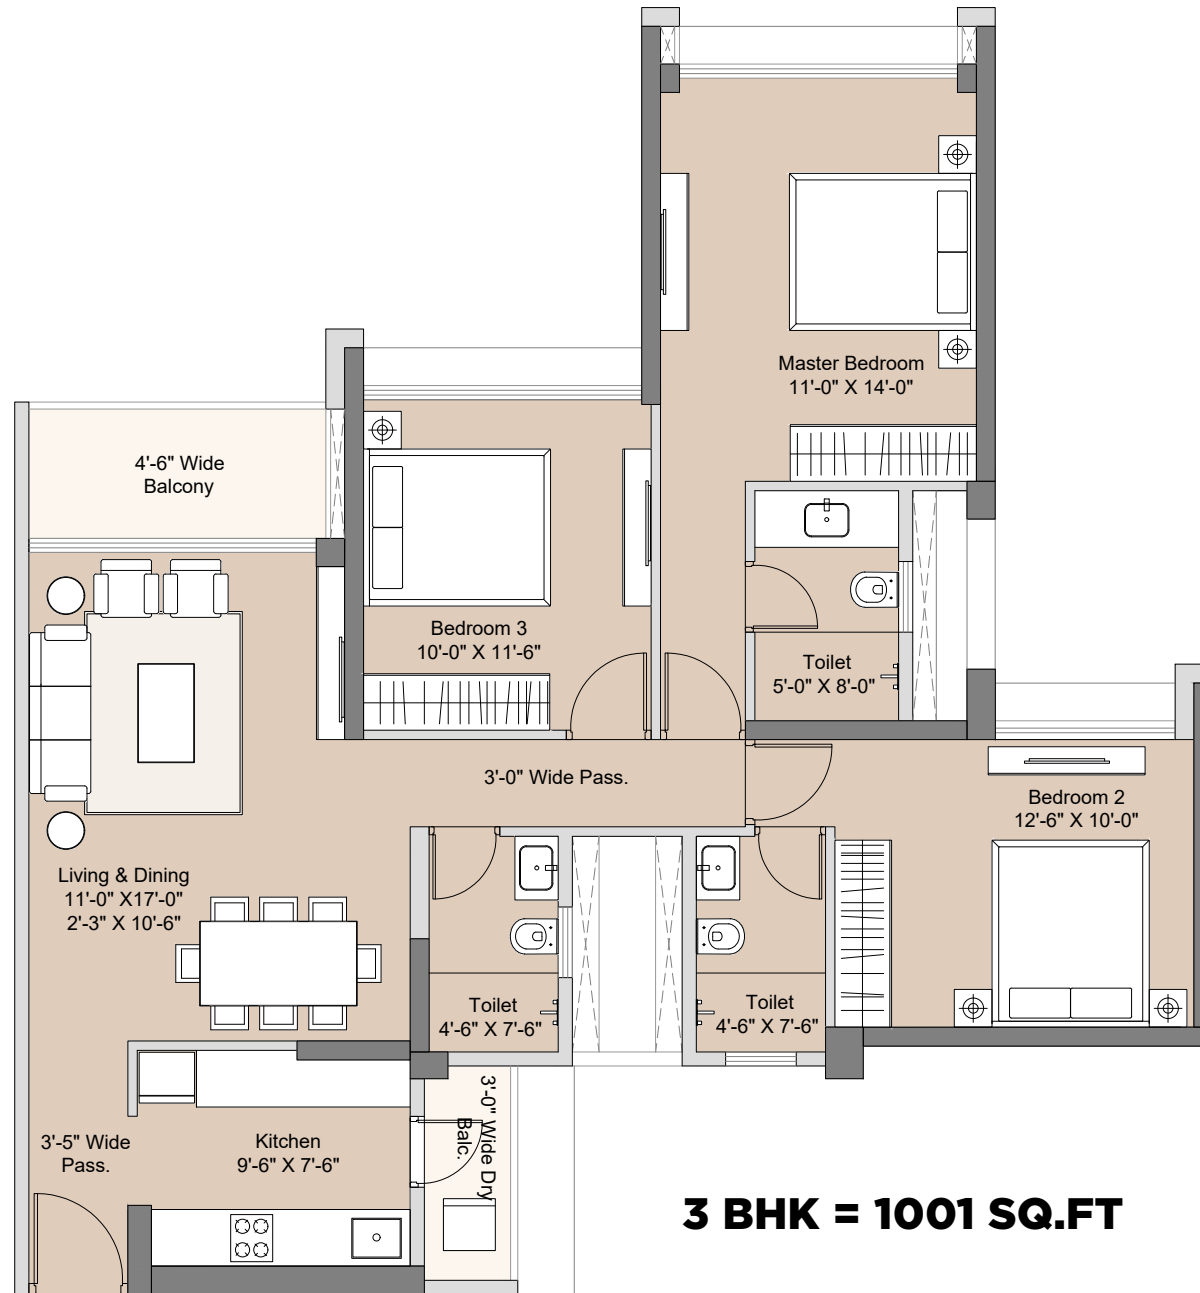 Master Bedroom
11'-0" X 14'-0"
4'-6" Wide
Balcony
Bedroom 3
10'-0" X 11'-6"
Toilet
5'-0" X 8'-0"
3'-0" Wide Pass.
Bedroom 2
12'-6" X 10'-0"
Living & Dining
11'-0" X17'-0"
2'-3" X 10'-6"
Toilet
4'-6" X 7'-6"
Toilet
4'-6" X 7'-6"
3'-0" Wide Dry
Balc.
3'-5" Wide
Pass.
Kitchen
9'-6" X 7'-6"
3 BHK = 1001 SQ.FT